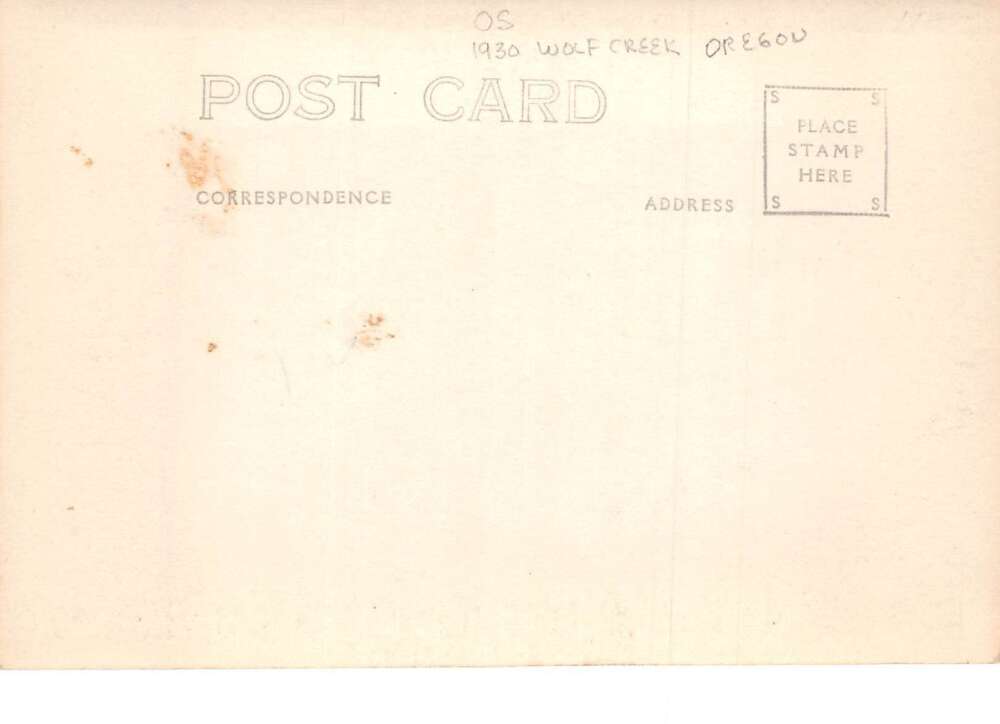 OS
1930 WOLF CREEK OREGON
POST CARD
CORRESPONDENCE
ADDRESS
S S
PLACE
STAMP
HERE
S S